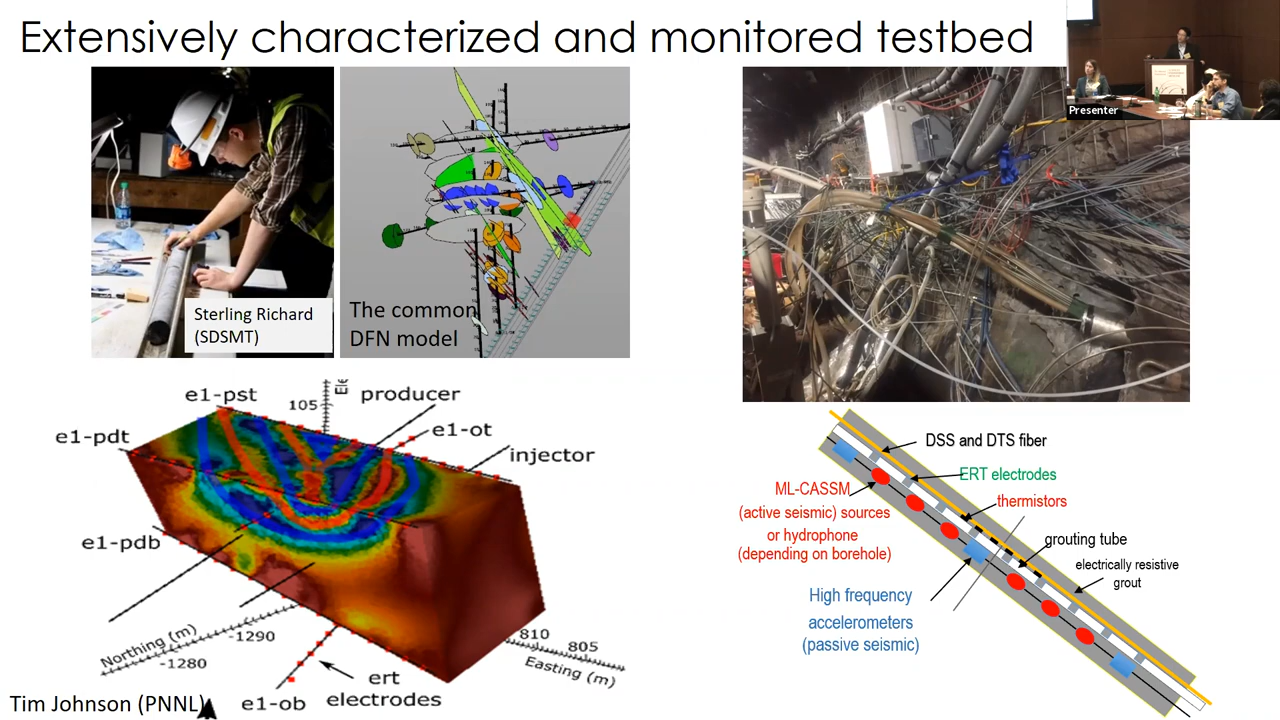 Extensively characterized and monitored testbed
Presenter
Sterling Richard
(SDSMT)
The common
DFN model
e1-pst
105
producer
e1-ot
injector
e1-pdt
e1-pdb
Northing (m)
-1290
-1280
810
805
Easting (m)
ert
electrodes
e1-ob
Tim Johnson (PNNL)
DSS and DTS fiber
ERT electrodes
thermistors
ML-CASSM
(active seismic) sources
or hydrophone
(depending on borehole)
grouting tube
electrically resistive
grout
High frequency
accelerometers
(passive seismic)